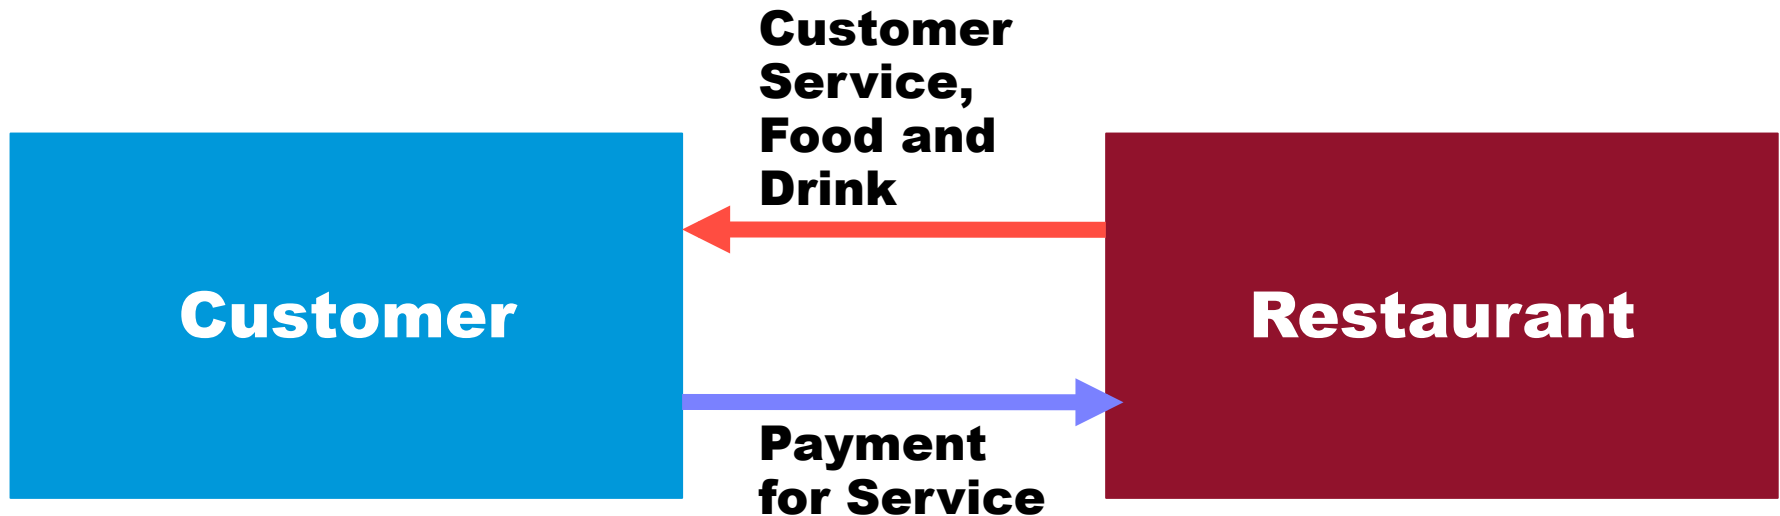 Customer
Service,
Food and
Drink
Customer
Restaurant
Payment
for Service